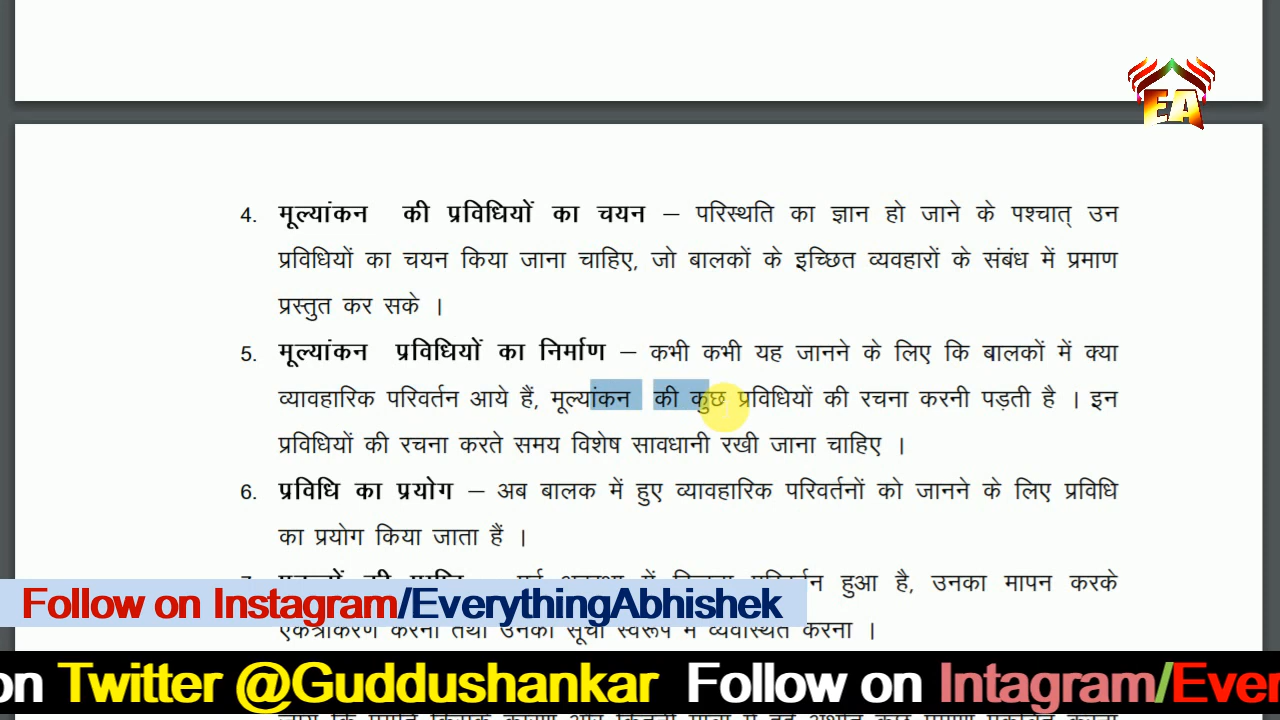 EA
4. मूल्यांकन की प्रविधियों का चयन – परिस्थति का ज्ञान हो जाने के पश्चात् उन
प्रविधियों का चयन किया जाना चाहिए, जो बालकों के इच्छित व्यवहारों के संबंध में प्रमाण
प्रस्तुत कर सके ।
5. मूल्यांकन प्रविधियों का निर्माण – कभी कभी यह जानने के लिए कि बालकों में क्या
व्यावहारिक परिवर्तन आये हैं, मूल्यांकन की कुछ प्रविधियों की रचना करनी पड़ती है । इन
प्रविधियों की रचना करते समय विशेष सावधानी रखी जाना चाहिए ।
6. प्रविधि का प्रयोग – अब बालक में हुए व्यावहारिक परिवर्तनों को जानने के लिए प्रविधि
का प्रयोग किया जाता हैं ।
हुआ है, उनका मापन करके
Follow on Instagram/EverythingAbhishek
एकत्रीकरण करना तथा उनको सूची स्वरूप में व्यवस्थित करना ।
on Twitter @Guddushankar Follow on Intagram/Ever